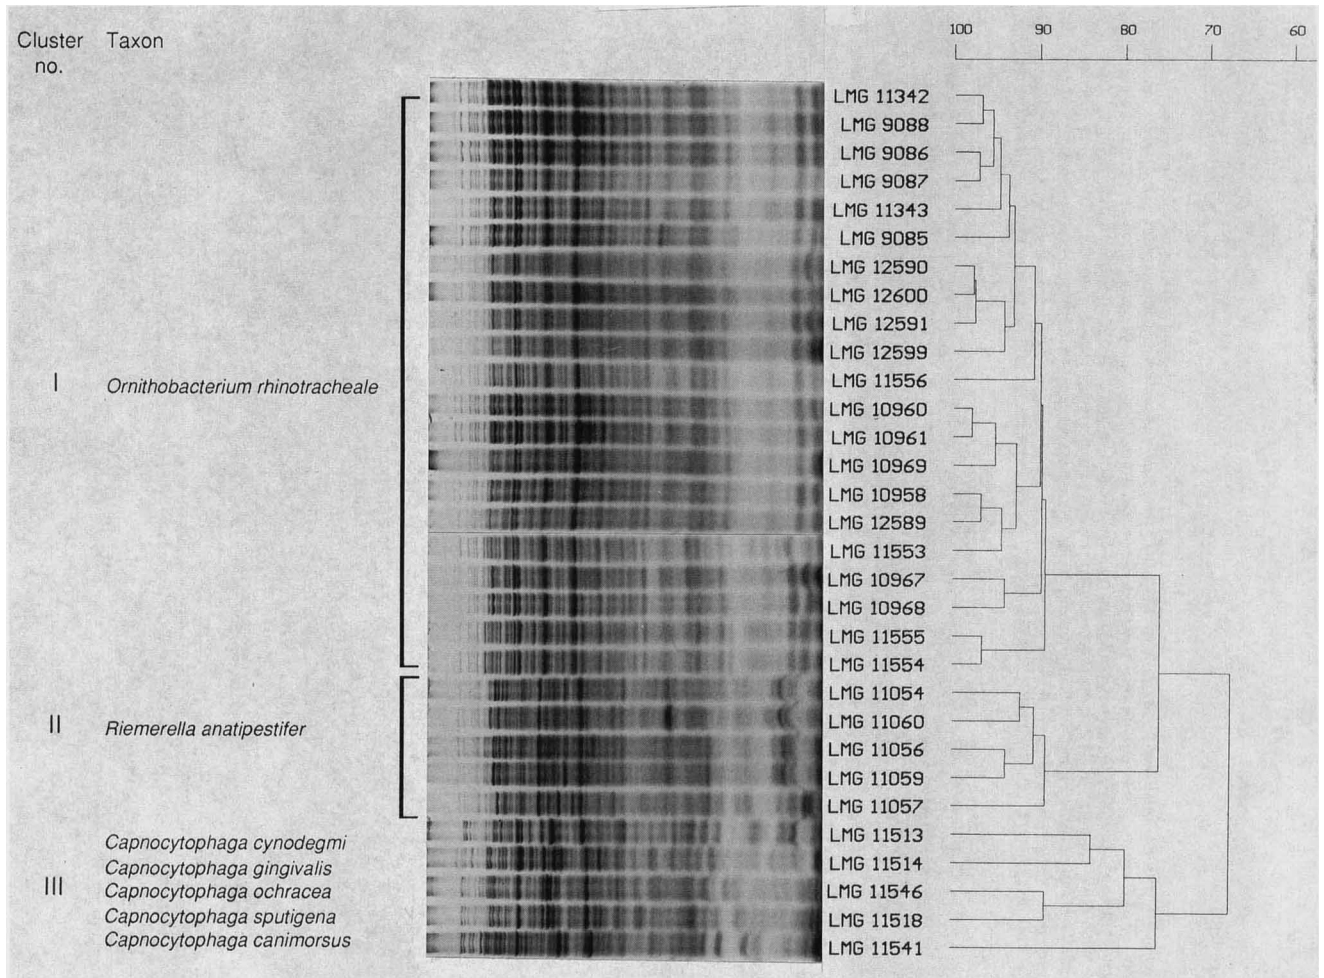 Cluster Taxon
no.
100 90 80 70 60
LMG 11342
LMG 9088
LMG 9086
LMG 9087
LMG 11343
LMG 9085
LMG 12590
LMG 12600
LMG 12591
LMG 12599
LMG 11556
I Ornithobacterium rhinotracheale
LMG 10960
LMG 10961
LMG 10969
LMG 10958
LMG 12589
LMG 11553
LMG 10967
LMG 10968
LMG 11555
LMG 11554
LMG 11054
LMG 11060
II Riemerella anatipestifer
LMG 11056
LMG 11059
LMG 11057
LMG 11513
Capnocytophaga cynodegmi
LMG 11514
Capnocytophaga gingivalis
III Capnocytophaga ochracea
LMG 11546
Capnocytophaga sputigena
LMG 11518
Capnocytophaga canimorsus
LMG 11541